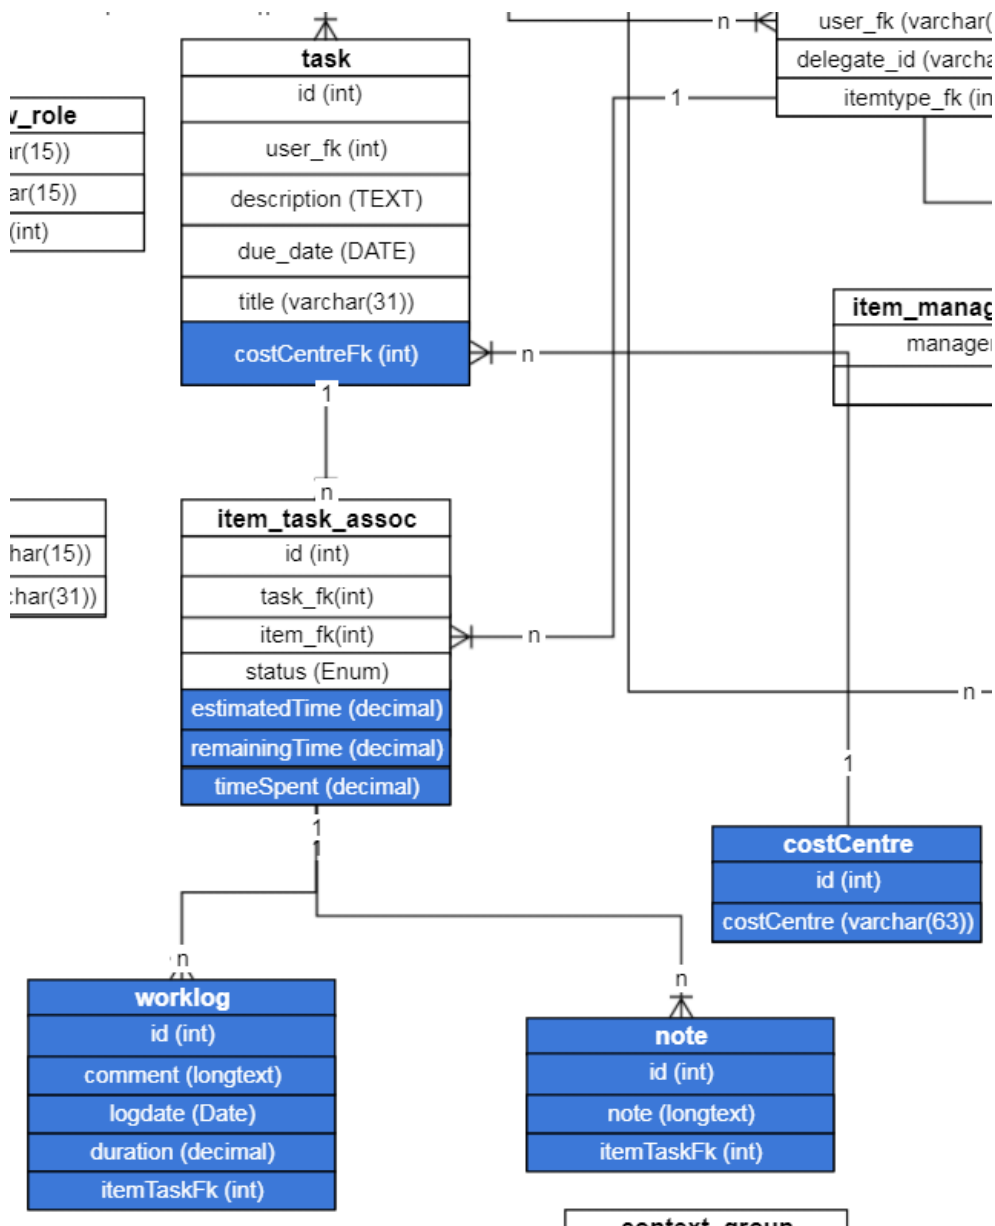 n
user_fk (varchar(
delegate_id (varcha
itemtype_fk (in
1
task
id (int)
user_fk (int)
description (TEXT)
due_date (DATE)
title (varchar(31))
costCentreFk (int)
v_role
ar(15))
ar(15))
(int)
item_manag
manager
n
1
n
har(15))
char(31))
item_task_assoc
id (int)
task_fk(int)
item_fk(int)
status (Enum)
estimatedTime (decimal)
remainingTime (decimal)
timeSpent (decimal)
n
n
1
1
1
costCentre
id (int)
costCentre (varchar(63))
n
worklog
id (int)
comment (longtext)
logdate (Date)
duration (decimal)
itemTaskFk (int)
n
note
id (int)
note (longtext)
itemTaskFk (int)
context_group